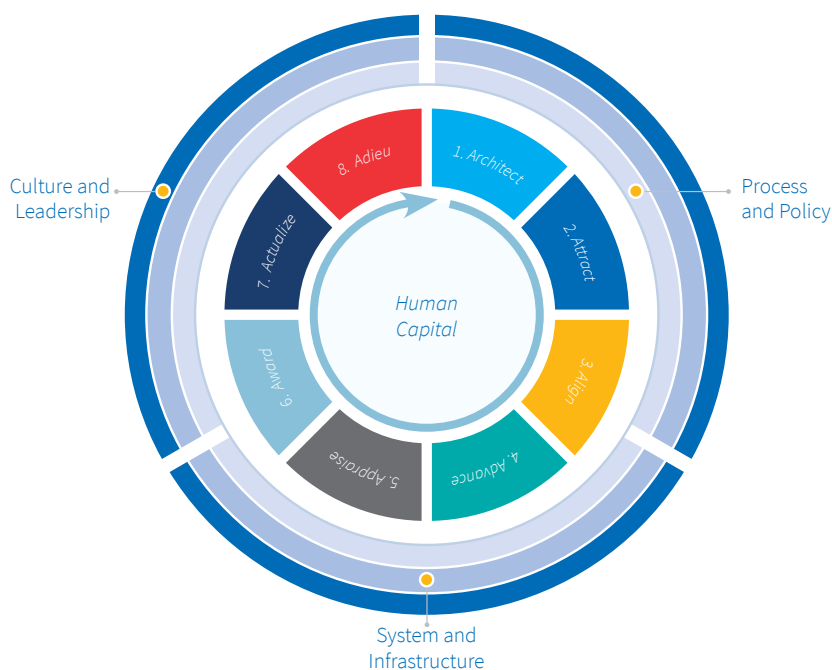 1. Architect
2. Attract
3. Align
4. Advance
5. Appraise
6. Award
7. Actualize
8. Adieu
Human
Capital
Culture and
Leadership
Process
and Policy
System and
Infrastructure